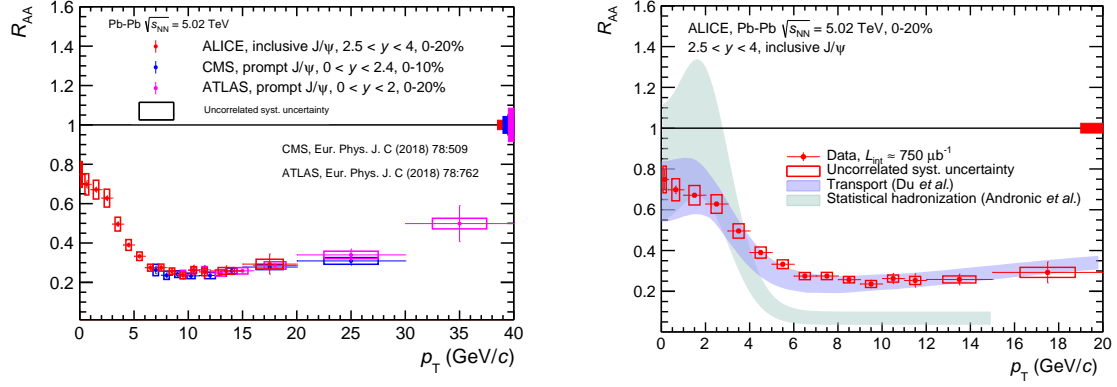 R_AA
1.6
1.4
1.2
1
0.8
0.6
0.4
0.2
0 5 10 15 20 25 30 35 40
p_T (GeV/c)
Pb-Pb √s_NN = 5.02 TeV
ALICE, inclusive J/ψ, 2.5 < y < 4, 0-20%
CMS, prompt J/ψ, 0 < y < 2.4, 0-10%
ATLAS, prompt J/ψ, 0 < y < 2, 0-20%
Uncorrelated syst. uncertainty
CMS, Eur. Phys. J. C (2018) 78:509
ATLAS, Eur. Phys. J. C (2018) 78:762
R_AA
1.6
1.4
1.2
1
0.8
0.6
0.4
0.2
0 2 4 6 8 10 12 14 16 18 20
p_T (GeV/c)
ALICE, Pb-Pb √s_NN = 5.02 TeV, 0-20%
2.5 < y < 4, inclusive J/ψ
Data, L_int ≈ 750 μb⁻¹
Uncorrelated syst. uncertainty
Transport (Du et al.)
Statistical hadronization (Andronic et al.)